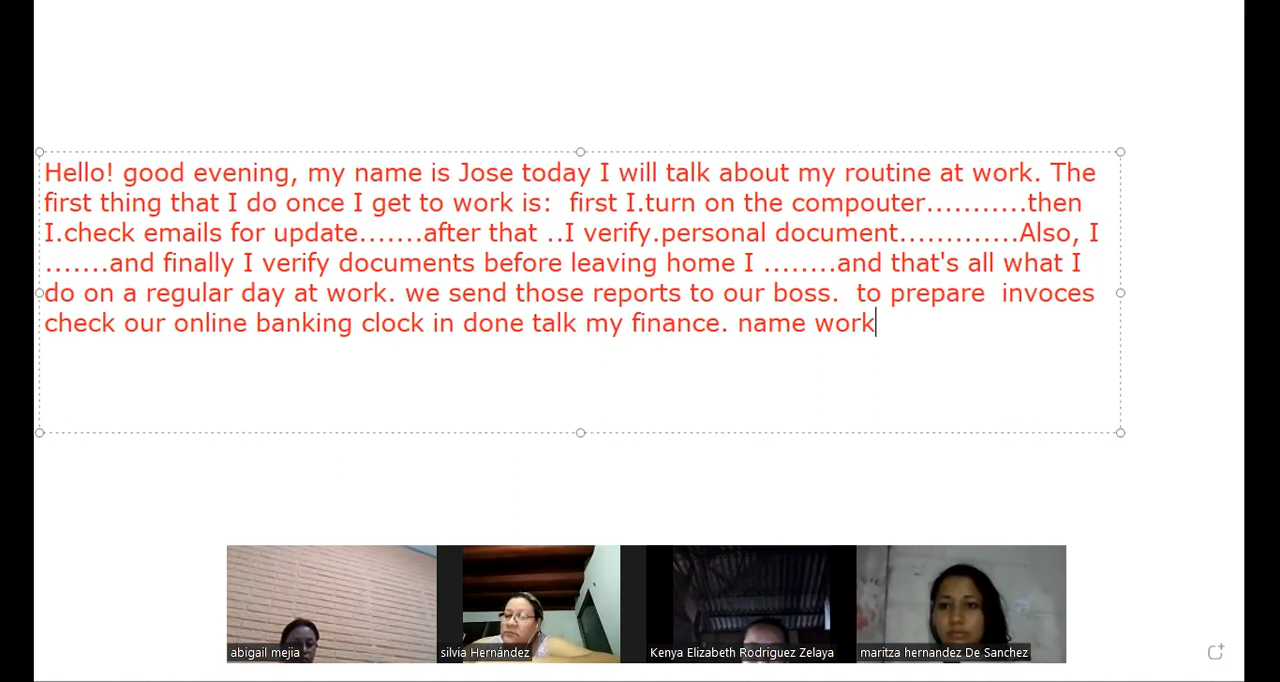 Hello! good evening, my name is Jose today I will talk about my routine at work. The
first thing that I do once I get to work is:  first I.turn on the compouter...........then
I.check emails for update.......after that ..I verify.personal document.............Also, I
.......and finally I verify documents before leaving home I ........and that's all what I
do on a regular day at work. we send those reports to our boss.  to prepare  invoces
check our online banking clock in done talk my finance. name work
abigail mejia
silvia Hernández
Kenya Elizabeth Rodriguez Zelaya
maritza hernandez De Sanchez